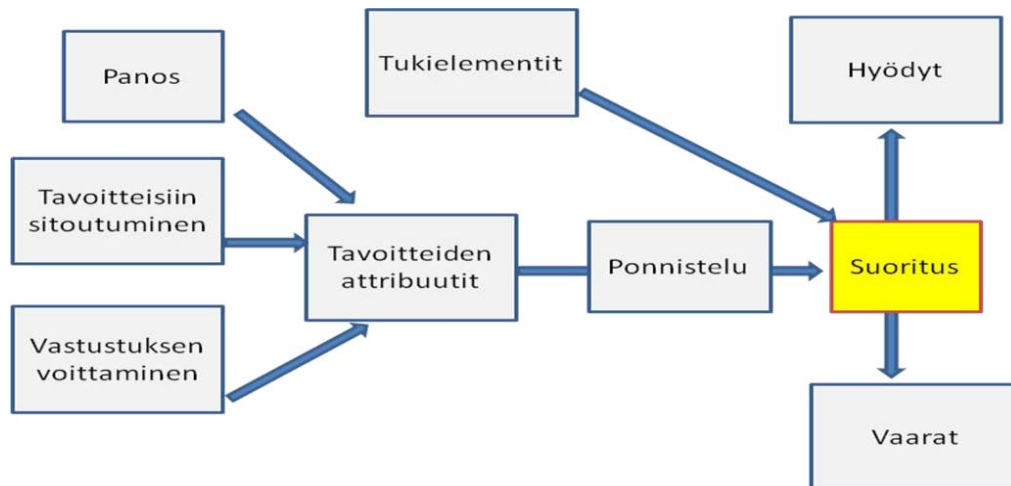 Panos
Tukielementit
Hyödyt
Tavoitteisiin
sitoutuminen
Tavoitteiden
attribuutit
Ponnistelu
Suoritus
Vastustuksen
voittaminen
Vaarat